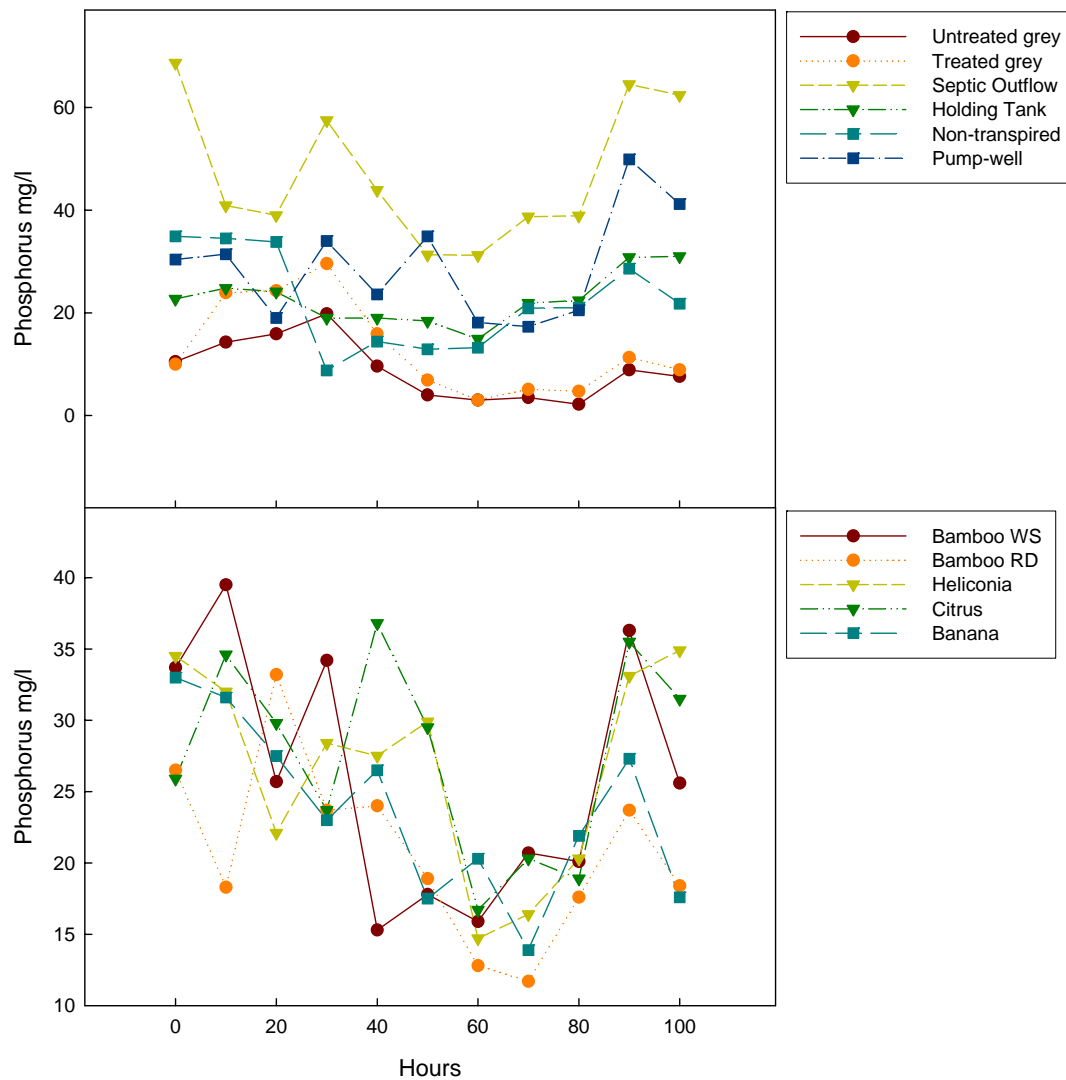 Phosphorus mg/l
60
40
20
0
Untreated grey
Treated grey
Septic Outflow
Holding Tank
Non-transpired
Pump-well
Phosphorus mg/l
40
35
30
25
20
15
10
0 20 40 60 80 100
Hours
Bamboo WS
Bamboo RD
Heliconia
Citrus
Banana